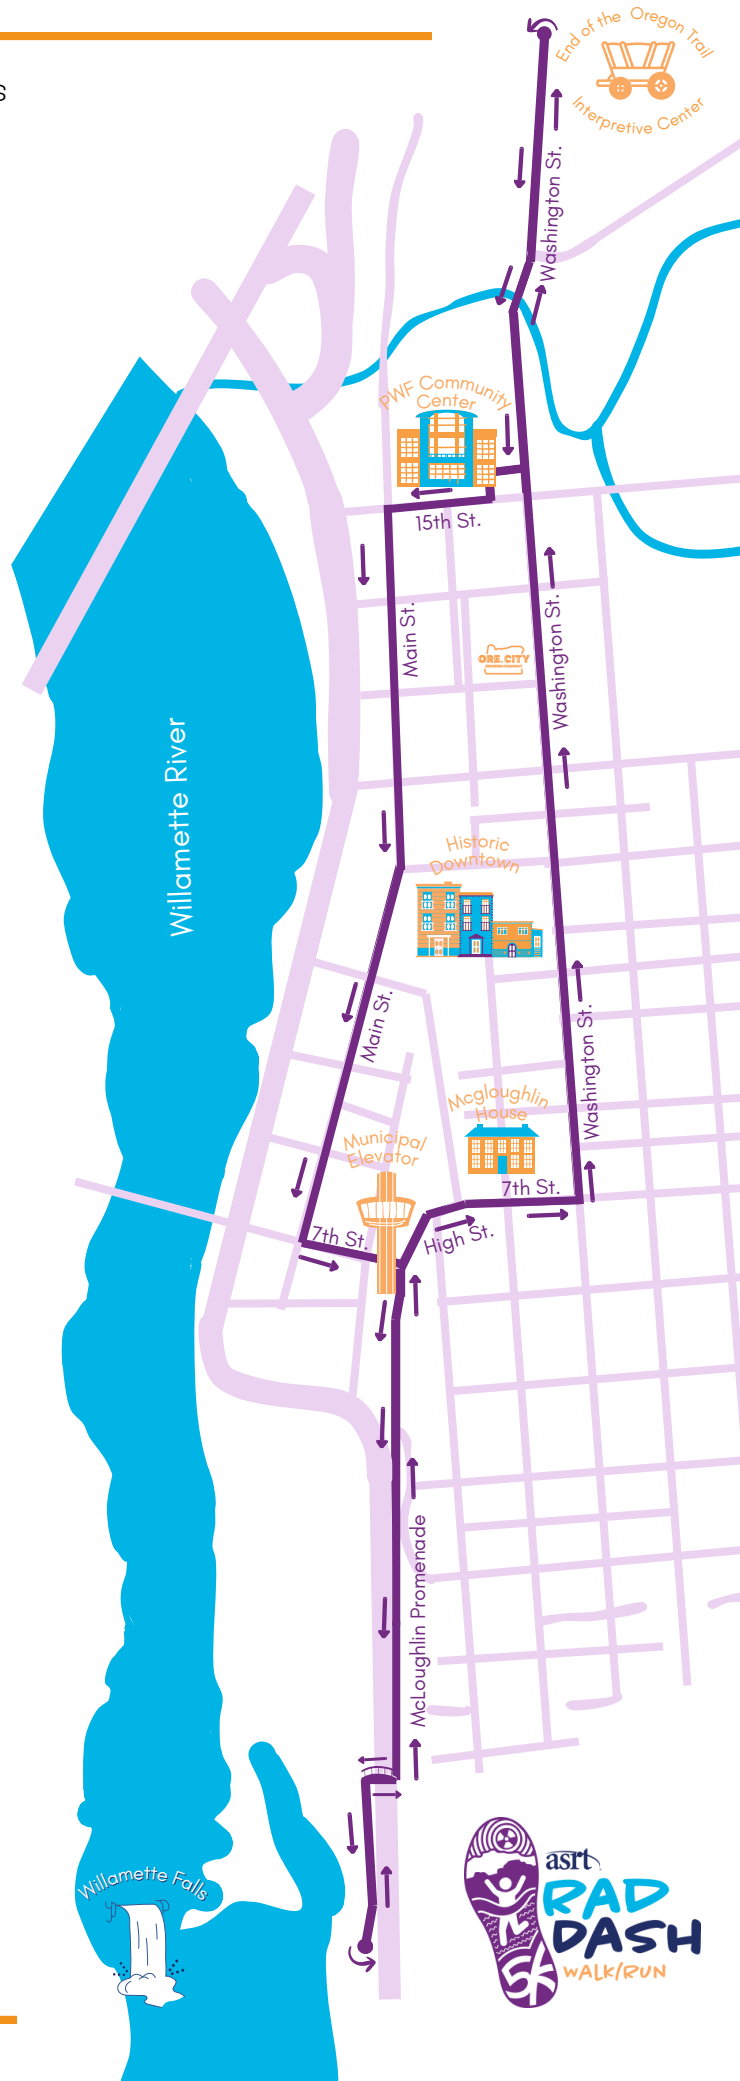 End of the Oregon Trail
Interpretive Center
s
Washington St.
PWF Community
Center
15th St.
Main St.
Washington St.
ORE.CITY
Willamette River
Historic
Downtown
Main St.
Washington St.
Mcgloughlin
House
Municipal
Elevator
7th St.
7th St.
High St.
McLoughlin Promenade
Willamette Falls
asrt
RAD
DASH
5K
WALK/RUN